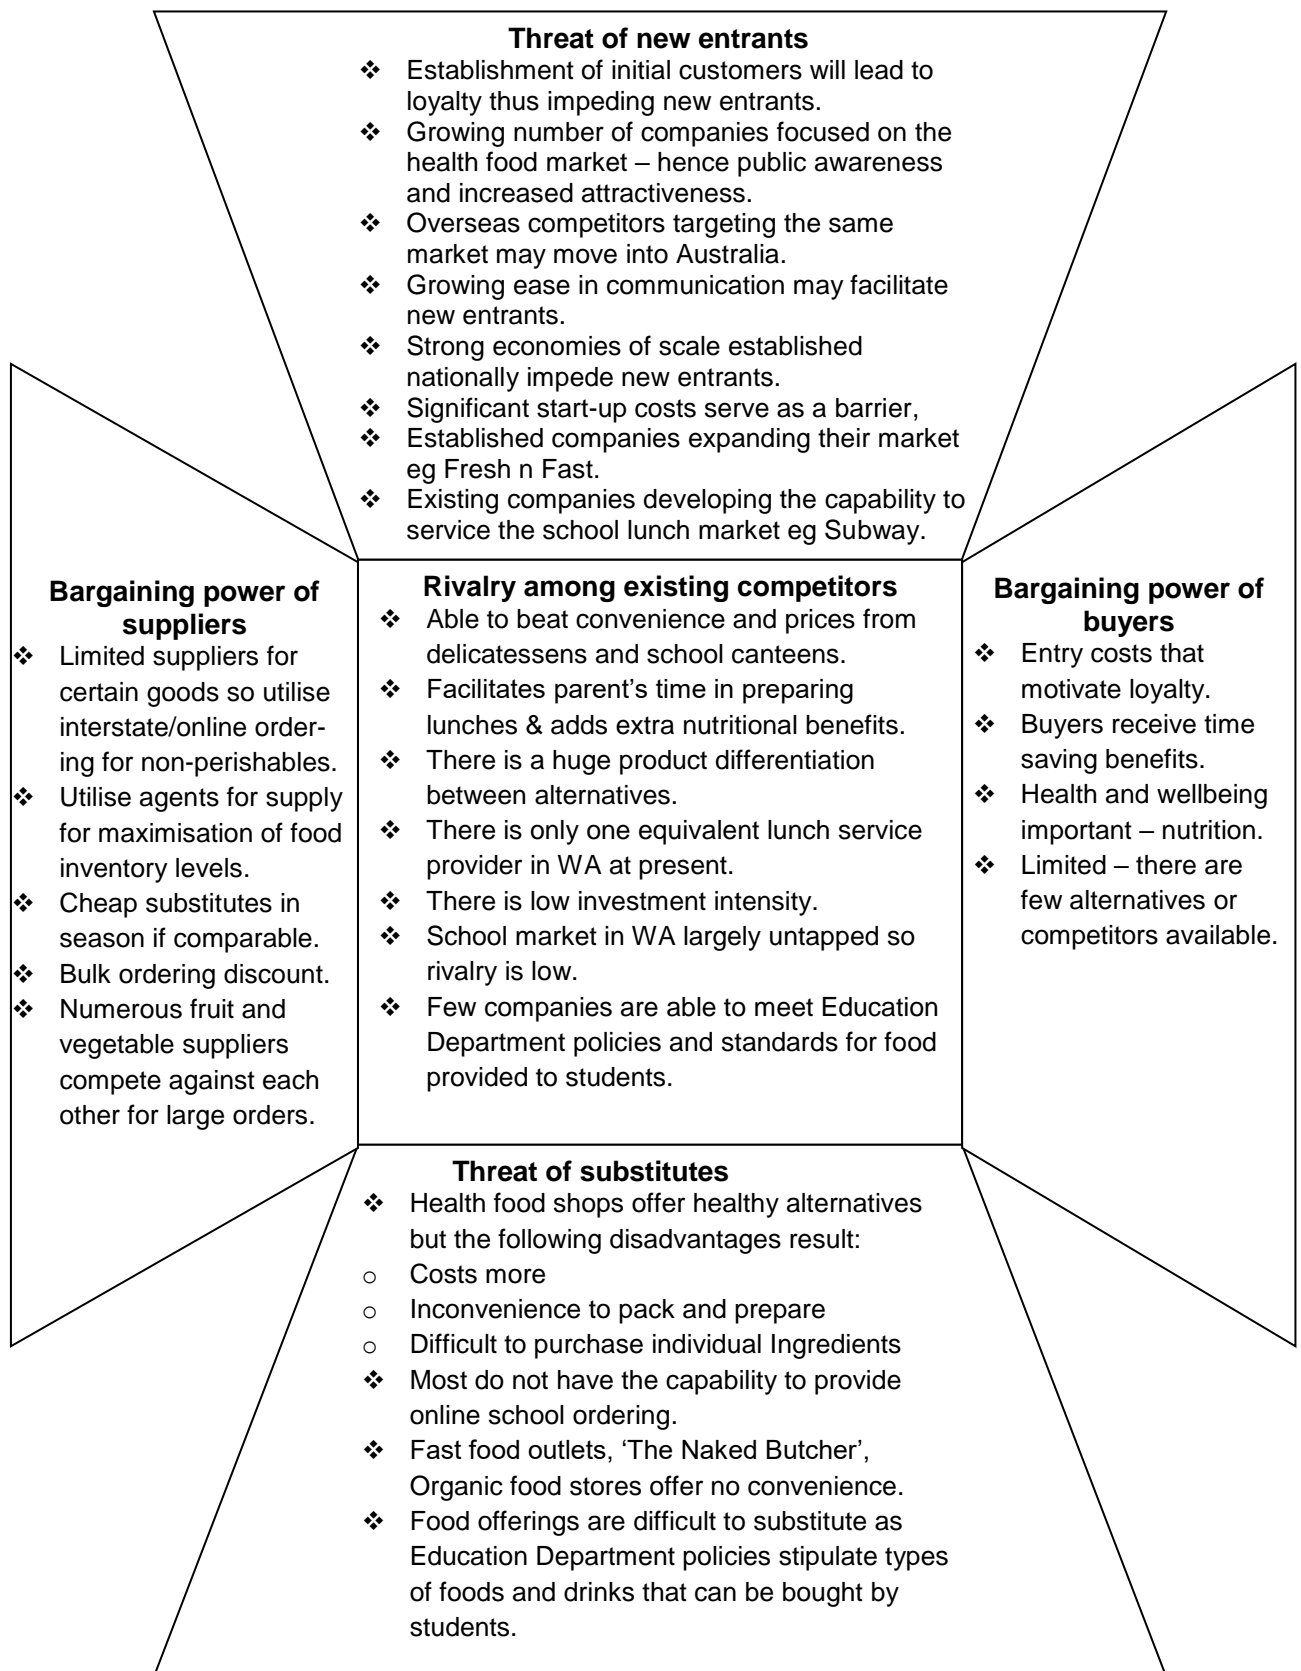 Threat of new entrants
❖ Establishment of initial customers will lead to
loyalty thus impeding new entrants.
❖ Growing number of companies focused on the
health food market – hence public awareness
and increased attractiveness.
❖ Overseas competitors targeting the same
market may move into Australia.
❖ Growing ease in communication may facilitate
new entrants.
❖ Strong economies of scale established
nationally impede new entrants.
❖ Significant start-up costs serve as a barrier,
❖ Established companies expanding their market
eg Fresh n Fast.
❖ Existing companies developing the capability to
service the school lunch market eg Subway.
Bargaining power of
suppliers
❖ Limited suppliers for
certain goods so utilise
interstate/online order-
ing for non-perishables.
❖ Utilise agents for supply
for maximisation of food
inventory levels.
❖ Cheap substitutes in
season if comparable.
❖ Bulk ordering discount.
❖ Numerous fruit and
vegetable suppliers
compete against each
other for large orders.
Rivalry among existing competitors
❖ Able to beat convenience and prices from
delicatessens and school canteens.
❖ Facilitates parent's time in preparing
lunches & adds extra nutritional benefits.
❖ There is a huge product differentiation
between alternatives.
❖ There is only one equivalent lunch service
provider in WA at present.
❖ There is low investment intensity.
❖ School market in WA largely untapped so
rivalry is low.
❖ Few companies are able to meet Education
Department policies and standards for food
provided to students.
Bargaining power of
buyers
❖ Entry costs that
motivate loyalty.
❖ Buyers receive time
saving benefits.
❖ Health and wellbeing
important – nutrition.
❖ Limited – there are
few alternatives or
competitors available.
Threat of substitutes
❖ Health food shops offer healthy alternatives
but the following disadvantages result:
○ Costs more
○ Inconvenience to pack and prepare
○ Difficult to purchase individual Ingredients
❖ Most do not have the capability to provide
online school ordering.
❖ Fast food outlets, 'The Naked Butcher',
Organic food stores offer no convenience.
❖ Food offerings are difficult to substitute as
Education Department policies stipulate types
of foods and drinks that can be bought by
students.